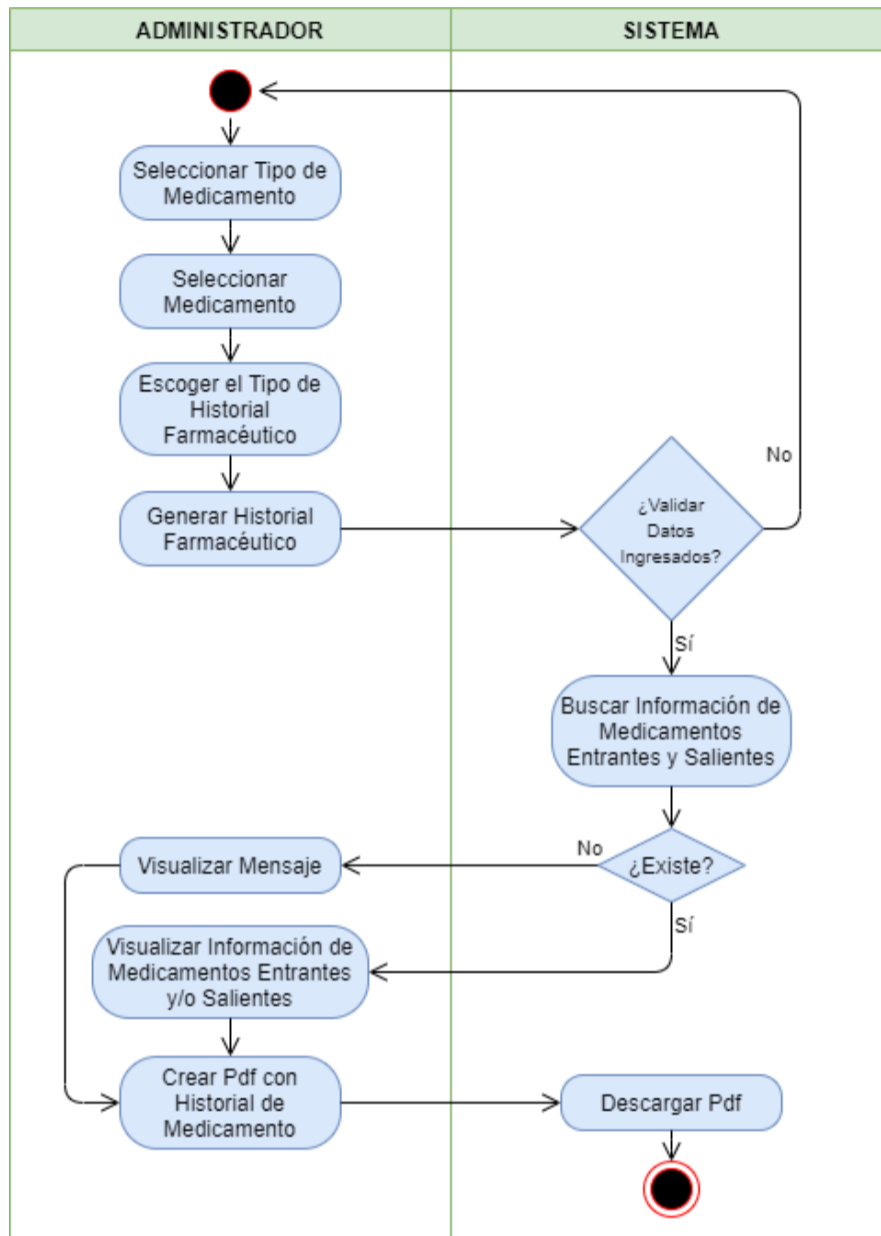 ADMINISTRADOR
SISTEMA
Seleccionar Tipo de
Medicamento
Seleccionar
Medicamento
Escoger el Tipo de
Historial
Farmacéutico
Generar Historial
Farmacéutico
¿Validar
Datos
Ingresados?
No
Sí
Buscar Información de
Medicamentos
Entrantes y Salientes
¿Existe?
No
Sí
Visualizar Mensaje
Visualizar Información de
Medicamentos Entrantes
y/o Salientes
Crear Pdf con
Historial de
Medicamento
Descargar Pdf